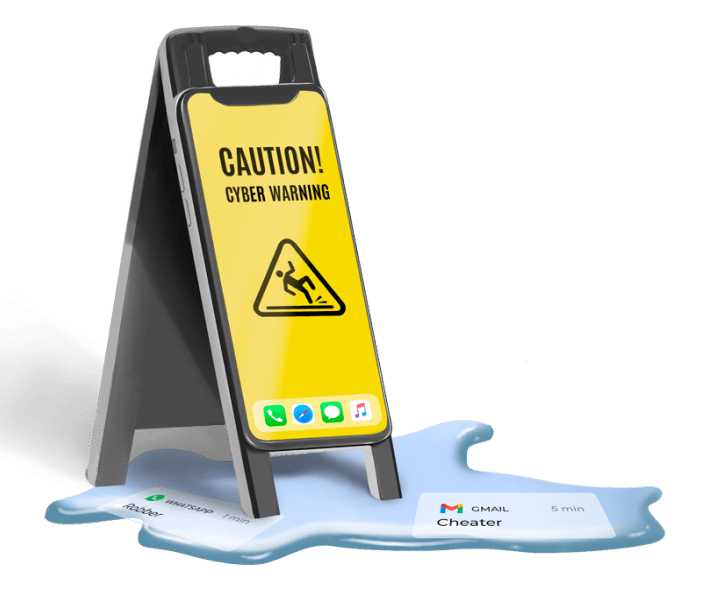 CAUTION!
CYBER WARNING
WHATSAPP 1 min
Robber
GMAIL 5 min
Cheater